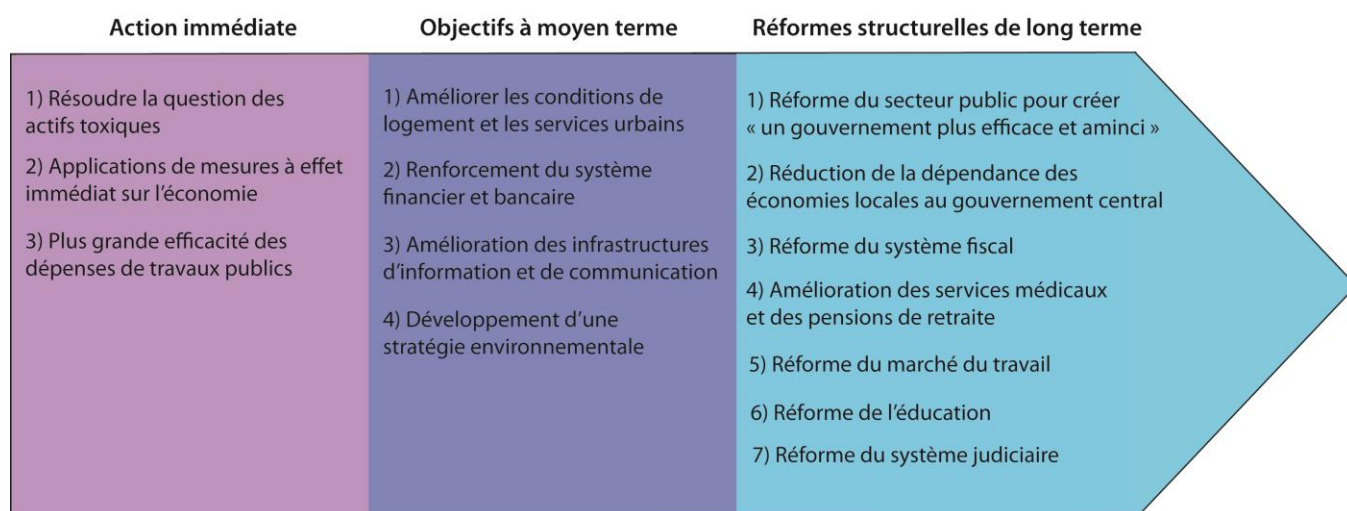 Action immédiate
1) Résoudre la question des
actifs toxiques
2) Applications de mesures à effet
immédiat sur l'économie
3) Plus grande efficacité des
dépenses de travaux publics
Objectifs à moyen terme
1) Améliorer les conditions de
logement et les services urbains
2) Renforcement du système
financier et bancaire
3) Amélioration des infrastructures
d'information et de communication
4) Développement d'une
stratégie environnementale
Réformes structurelles de long terme
1) Réforme du secteur public pour créer
« un gouvernement plus efficace et aminci »
2) Réduction de la dépendance des
économies locales au gouvernement central
3) Réforme du système fiscal
4) Amélioration des services médicaux
et des pensions de retraite
5) Réforme du marché du travail
6) Réforme de l'éducation
7) Réforme du système judiciaire